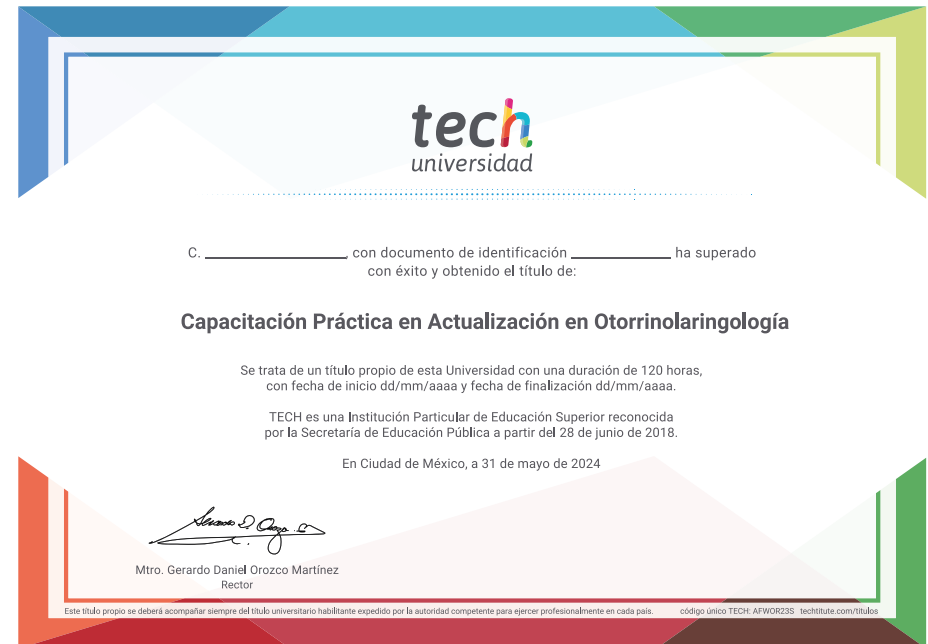 tech
universidad
C. ____________________, con documento de identificación ______________ ha superado
con éxito y obtenido el título de:
Capacitación Práctica en Actualización en Otorrinolaringología
Se trata de un título propio de esta Universidad con una duración de 120 horas,
con fecha de inicio dd/mm/aaaa y fecha de finalización dd/mm/aaaa.
TECH es una Institución Particular de Educación Superior reconocida
por la Secretaría de Educación Pública a partir del 28 de junio de 2018.
En Ciudad de México, a 31 de mayo de 2024
Mtro. Gerardo Daniel Orozco Martínez
Rector
Este título propio se deberá acompañar siempre del título universitario habilitante expedido por la autoridad competente para ejercer profesionalmente en cada país. código único TECH: AFWOR23S techtitute.com/titulos